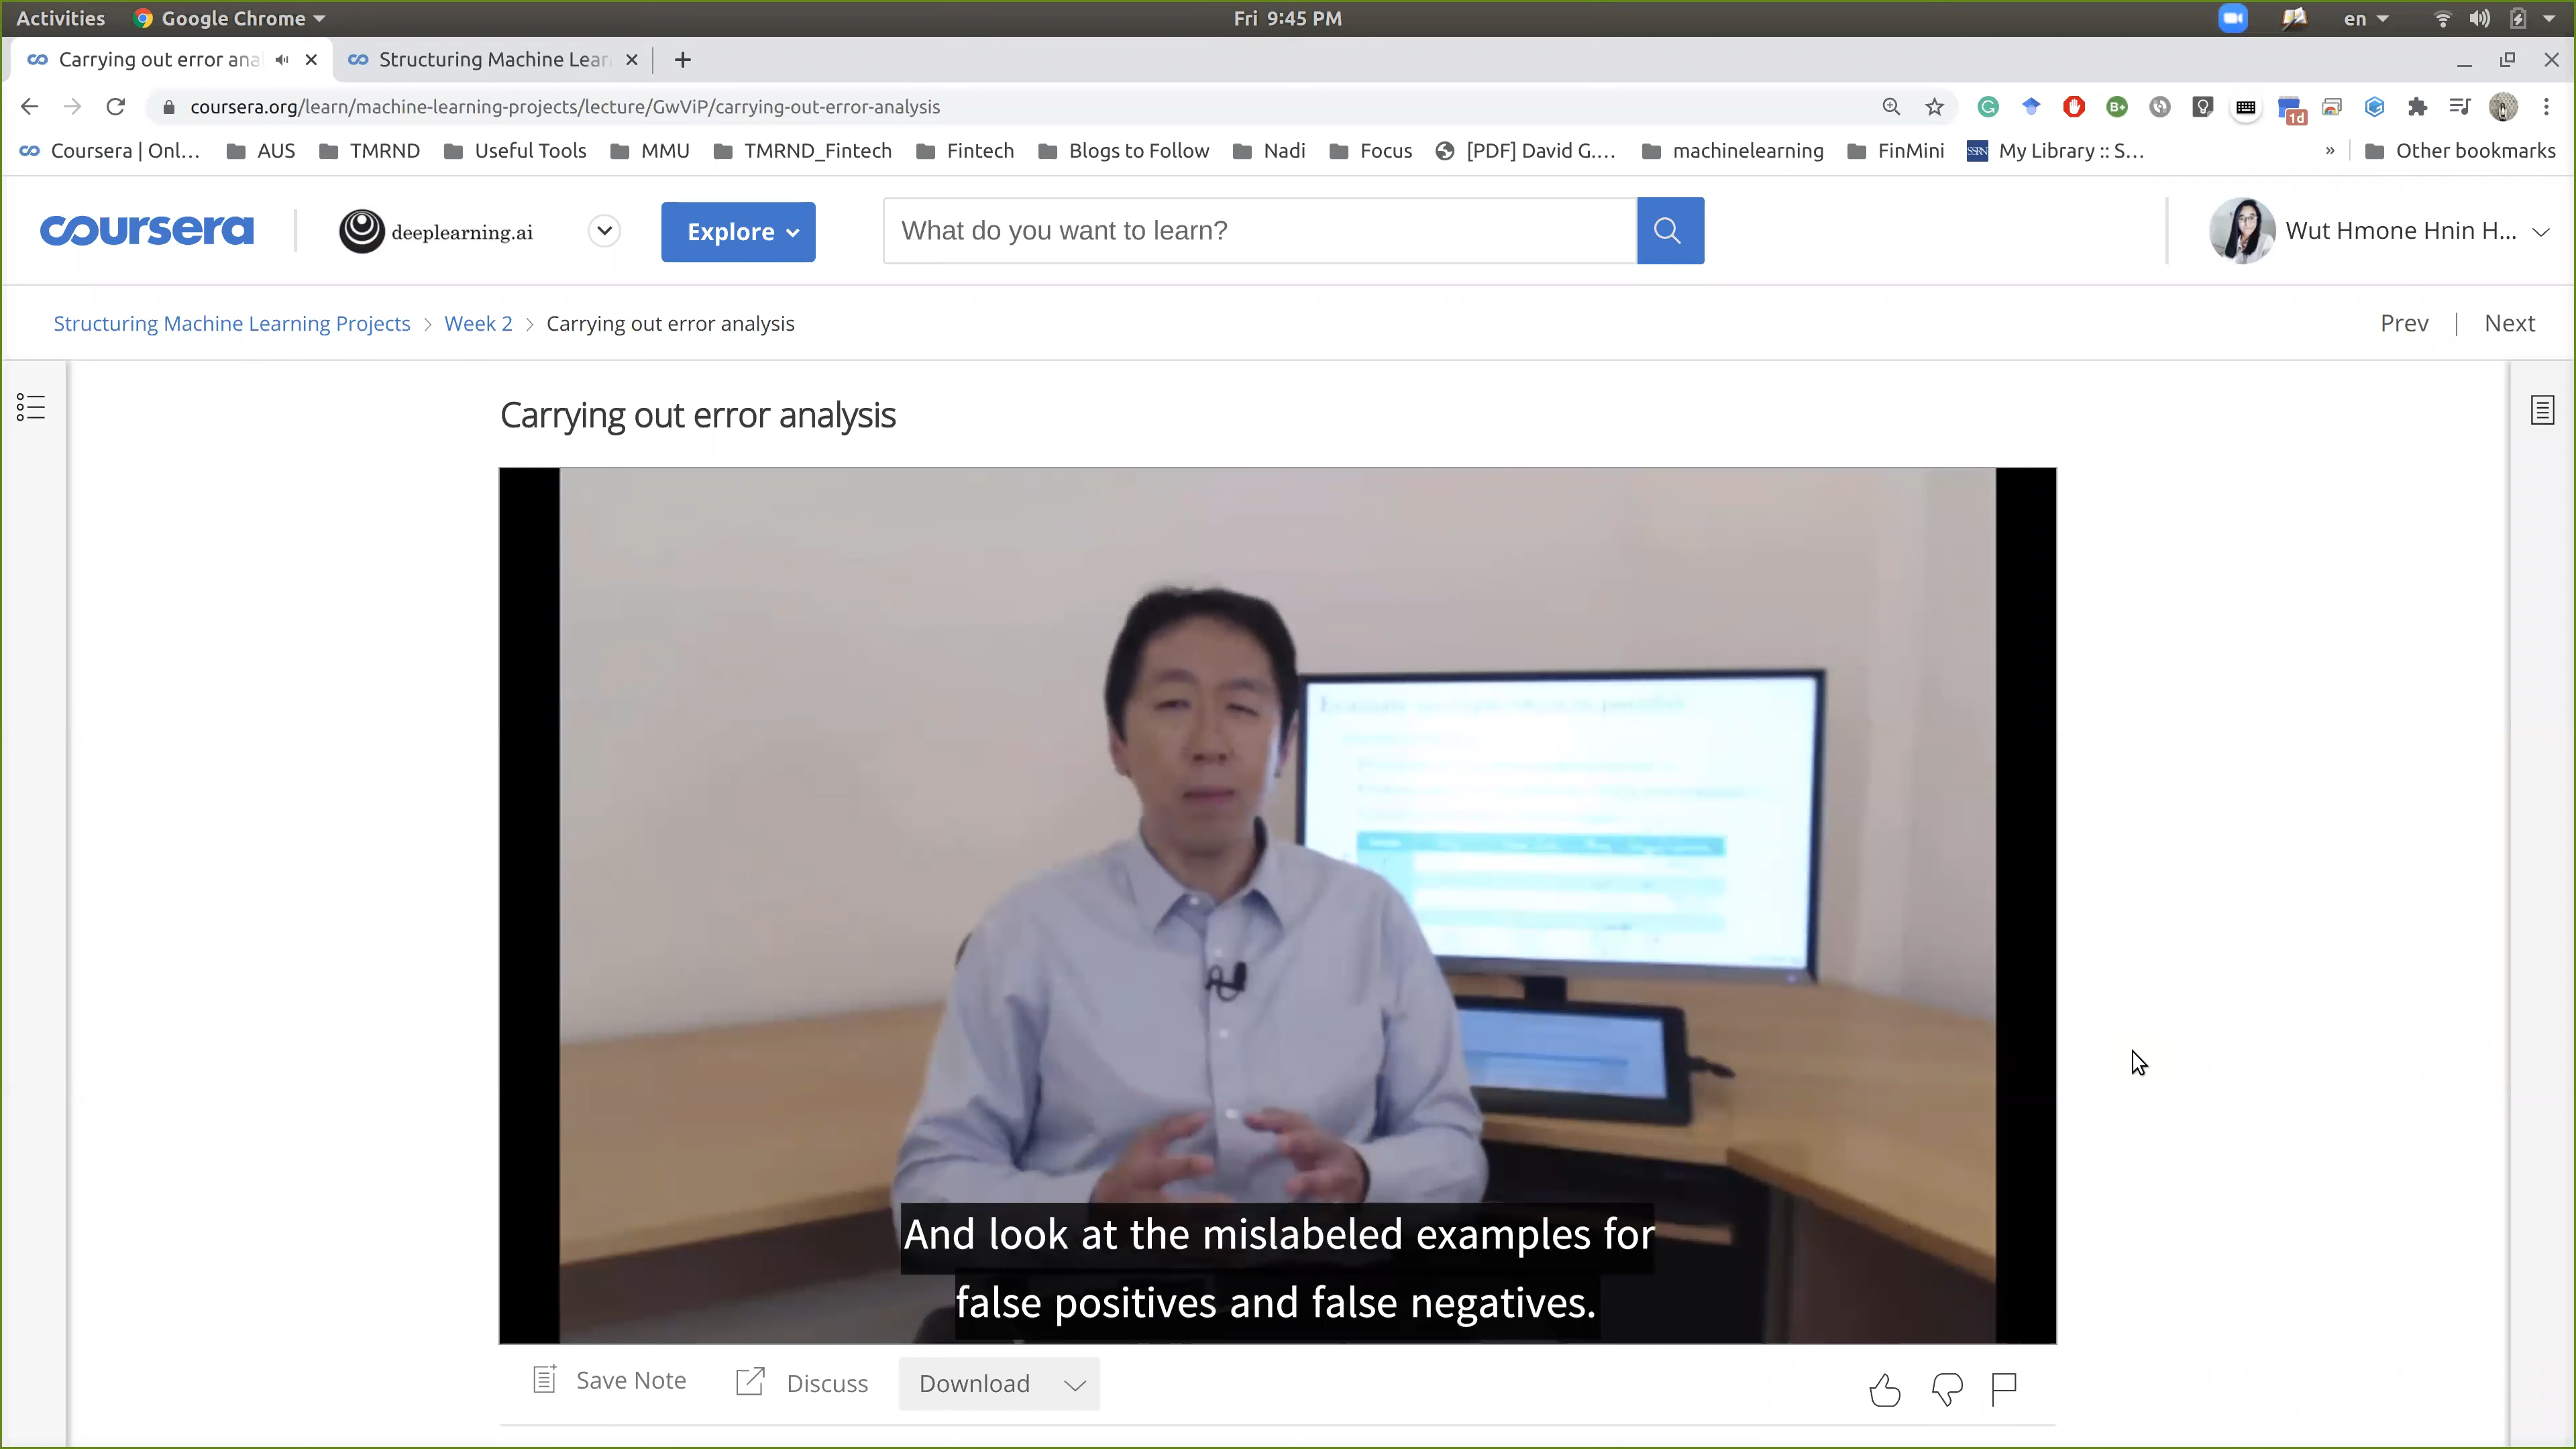 Activities Google Chrome Fri 9:45 PM en
Carrying out error ana Structuring Machine Lear
coursera.org/learn/machine-learning-projects/lecture/GwViP/carrying-out-error-analysis B+ 1d
Coursera | Onl... AUS TMRND Useful Tools MMU TMRND_Fintech Fintech Blogs to Follow Nadi Focus [PDF] David G.... machinelearning FinMini SSRN My Library :: S... » Other bookmarks
coursera deeplearning.ai Explore What do you want to learn? Wut Hmone Hnin H...
Structuring Machine Learning Projects > Week 2 > Carrying out error analysis Prev | Next
Carrying out error analysis
And look at the mislabeled examples for
false positives and false negatives.
Save Note Discuss Download